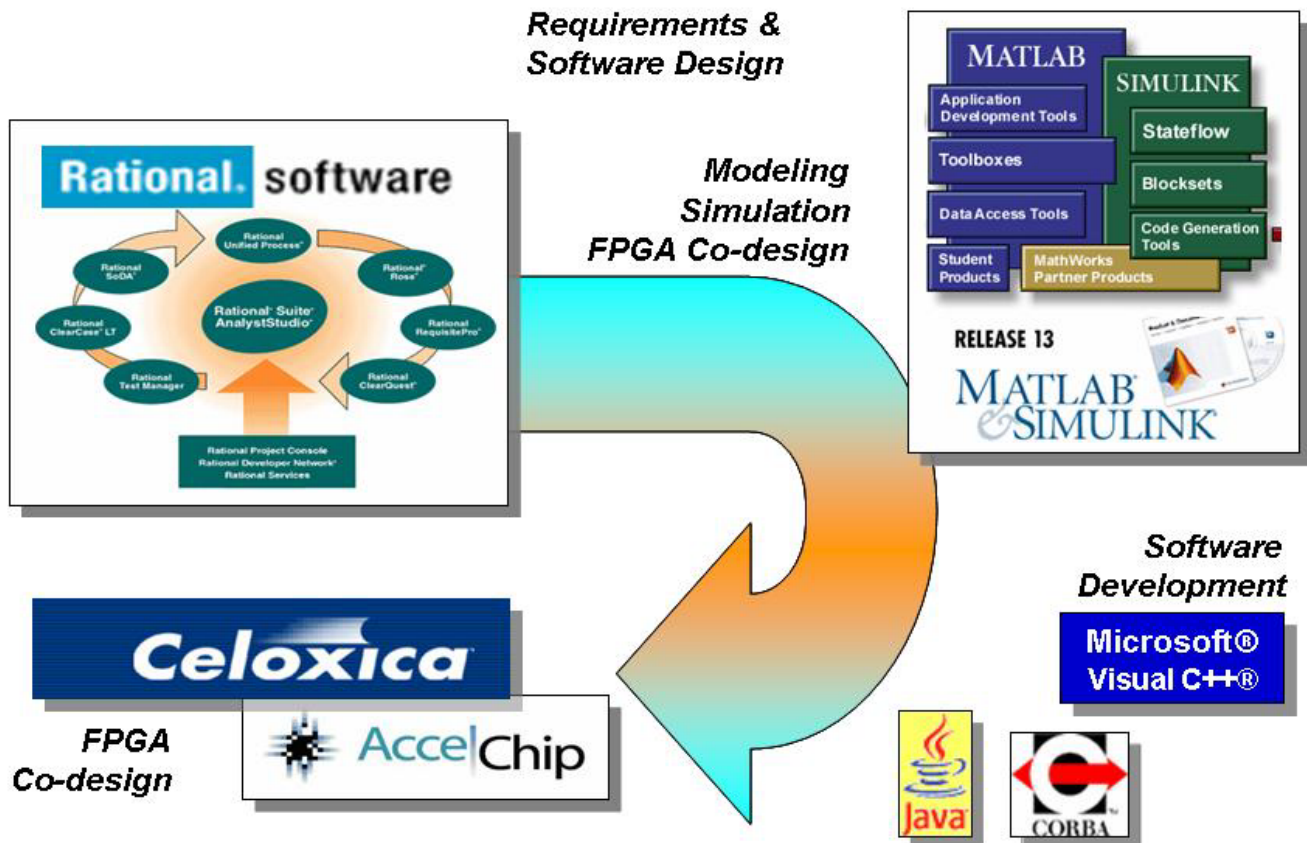 Requirements &
Software Design
Rational. software
Rational
Unified Process
Rational
SoDA
Rational
Rose
Rational Suite
AnalystStudio
Rational
ClearCase LT
Rational
RequisitePro
Rational
Test Manager
Rational
ClearQuest
Rational Project Console
Rational Developer Network
Rational Services
Modeling
Simulation
FPGA Co-design
MATLAB
SIMULINK
Application
Development Tools
Stateflow
Toolboxes
Blocksets
Data Access Tools
Code Generation
Tools
Student
Products
MathWorks
Partner Products
RELEASE 13
MATLAB
& SIMULINK
Software
Development
Microsoft®
Visual C++®
Celoxica
AccelChip
FPGA
Co-design
Java
CORBA